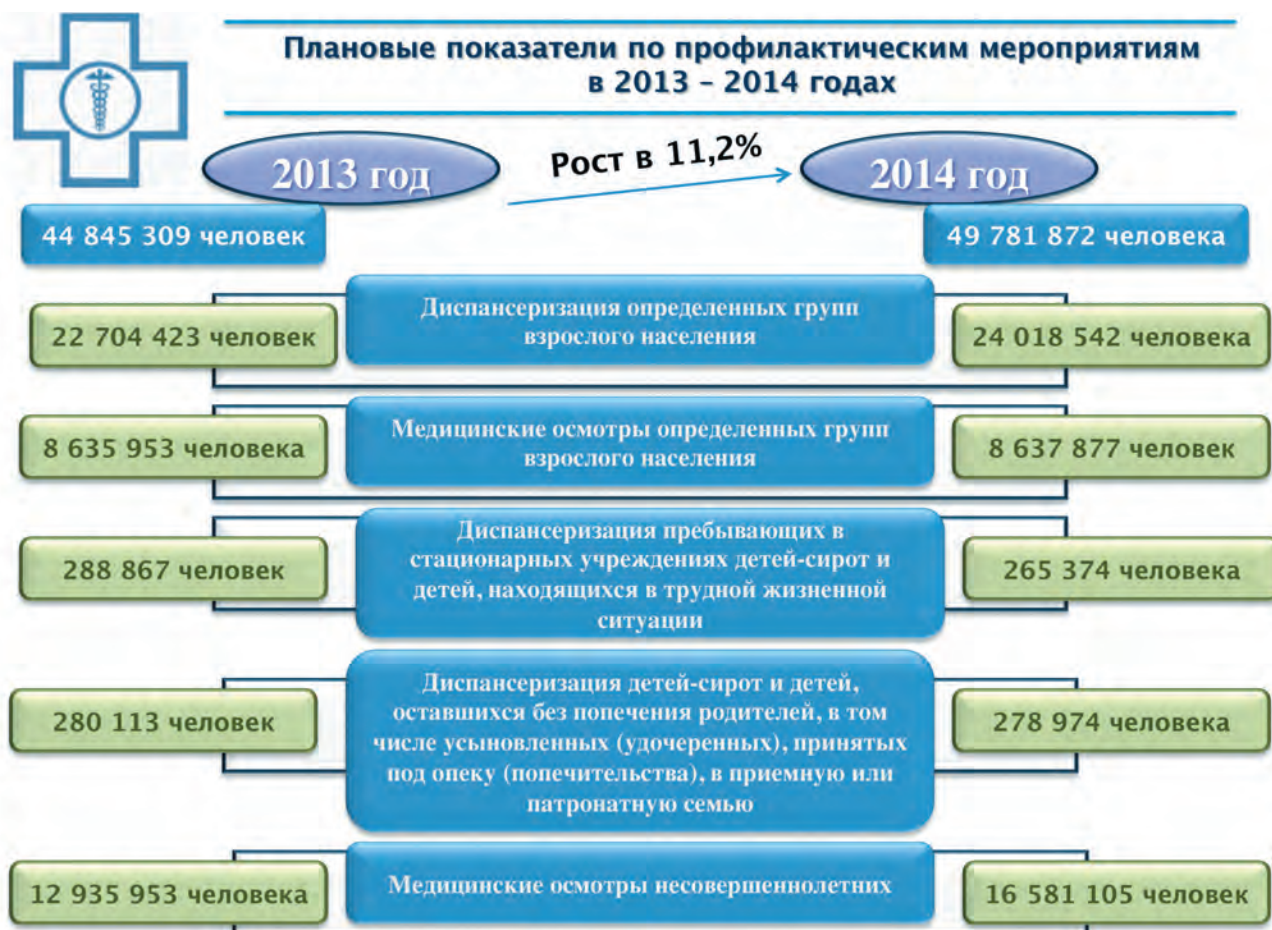 Плановые показатели по профилактическим мероприятиям
в 2013 – 2014 годах
2013 год
Рост в 11,2%
2014 год
44 845 309 человек
49 781 872 человека
22 704 423 человек
Диспансеризация определенных групп
взрослого населения
24 018 542 человека
8 635 953 человека
Медицинские осмотры определенных групп
взрослого населения
8 637 877 человек
288 867 человек
Диспансеризация пребывающих в
стационарных учреждениях детей-сирот и
детей, находящихся в трудной жизненной
ситуации
265 374 человека
280 113 человек
Диспансеризация детей-сирот и детей,
оставшихся без попечения родителей, в том
числе усыновленных (удочеренных), принятых
под опеку (попечительства), в приемную или
патронатную семью
278 974 человека
12 935 953 человека
Медицинские осмотры несовершеннолетних
16 581 105 человек